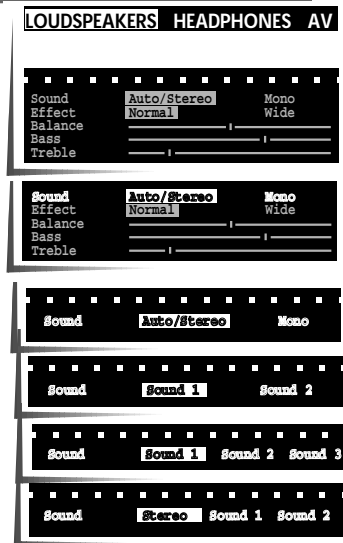 LOUDSPEAKERS HEADPHONES AV
Sound Auto/Stereo Mono
Effect Normal Wide
Balance
Bass
Treble
Sound Auto/Stereo Mono
Effect Normal Wide
Balance
Bass
Treble
Sound Auto/Stereo Mono
Sound Sound 1 Sound 2
Sound Sound 1 Sound 2 Sound 3
Sound Stereo Sound 1 Sound 2